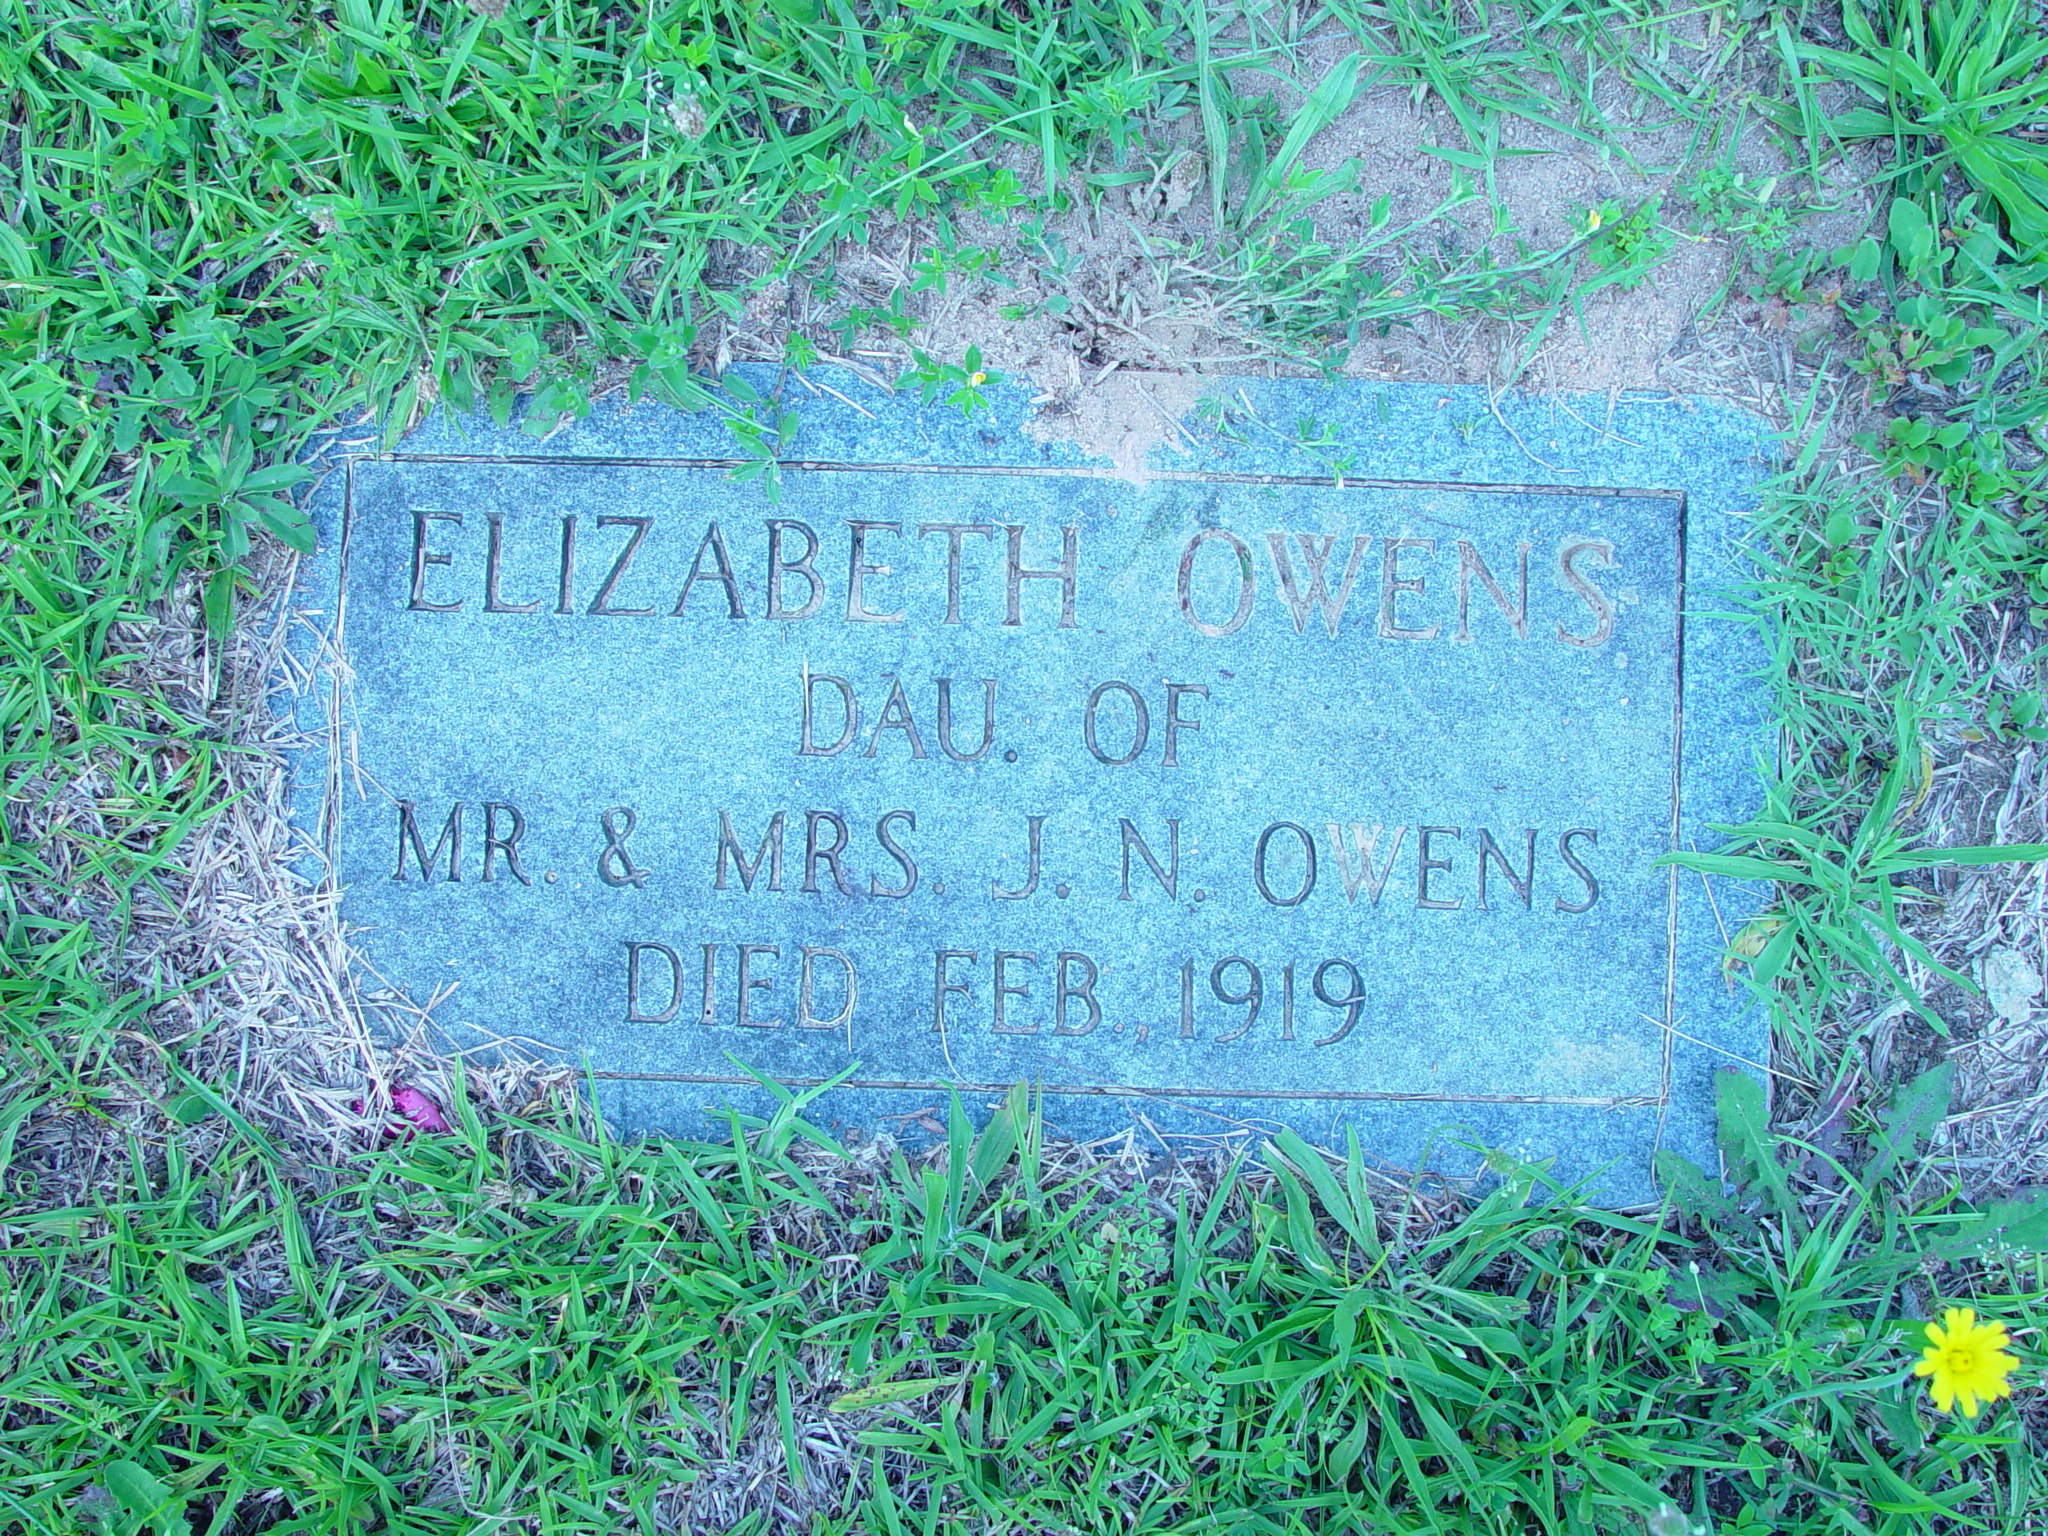 ELIZABETH OWENS
DAU. OF
MR. & MRS. J. N. OWENS
DIED FEB., 1919